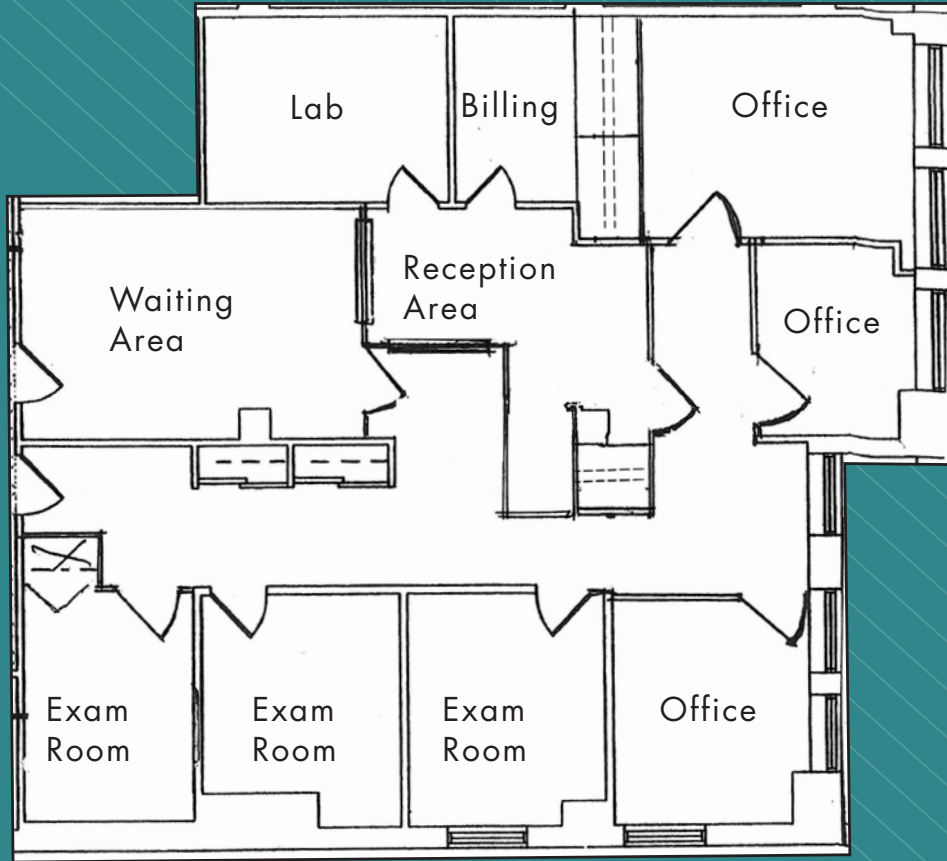 Lab
Billing
Office
Waiting
Area
Reception
Area
Office
Exam
Room
Exam
Room
Exam
Room
Office